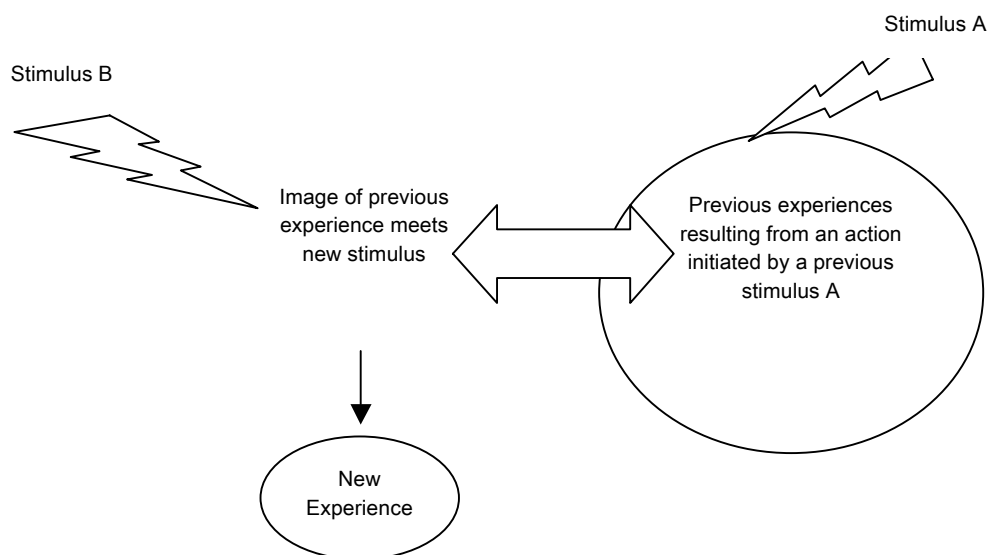 Stimulus A
Stimulus B
Image of previous
experience meets
new stimulus
Previous experiences
resulting from an action
initiated by a previous
stimulus A
New
Experience